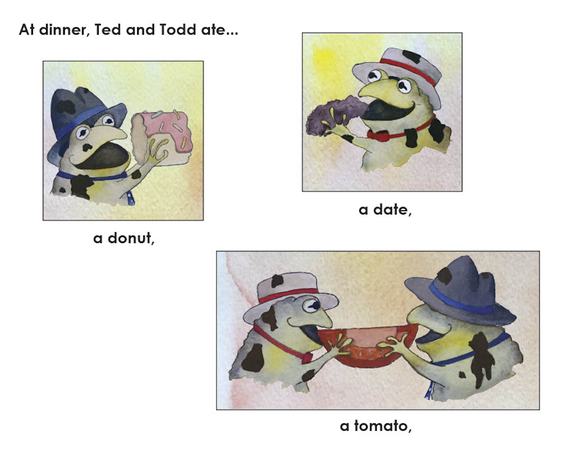 At dinner, Ted and Todd ate...
a donut,
a date,
a tomato,